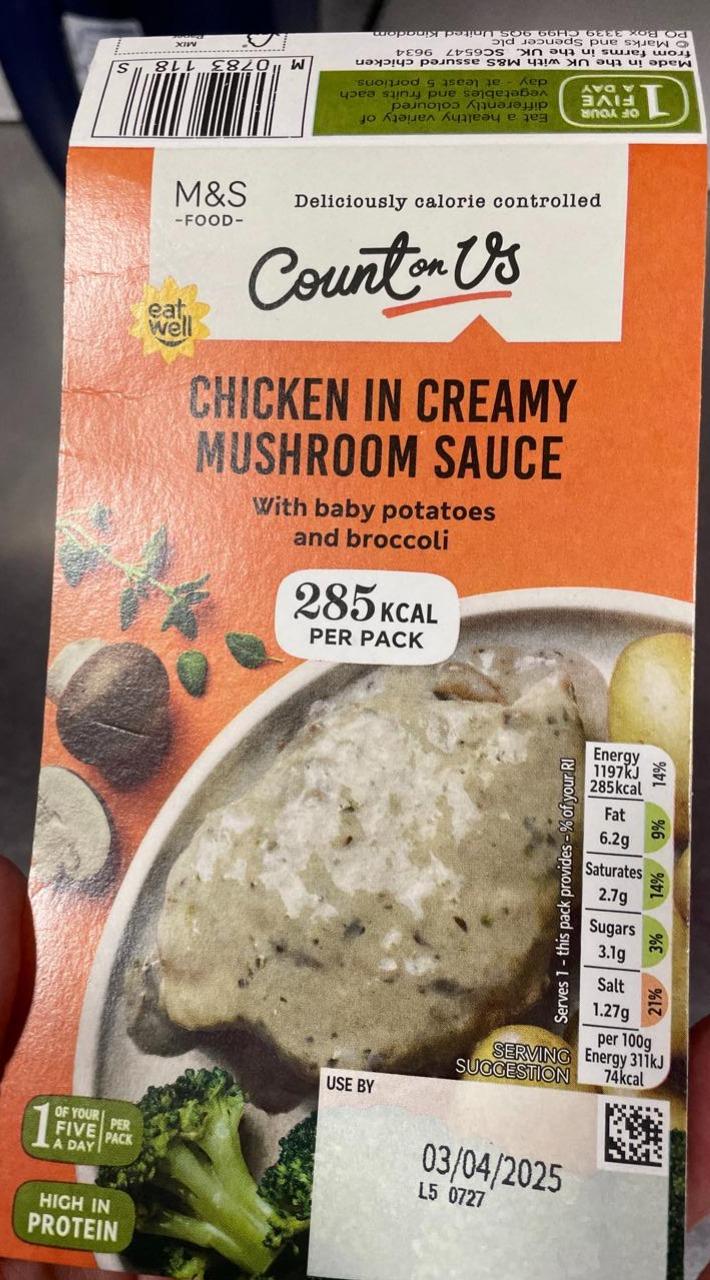 MIX
Paper
PO Box 3339 CH99 9QS United Kingdom
© Marks and Spencer plc
from farms in the UK. SC6547 9634
Made in the UK with M&S assured chicken
M 0783 118 S
1 OF YOUR
FIVE
A DAY
Eat a healthy variety of
differently coloured
vegetables and fruits each
day - at least 5 portions.
M&S
-FOOD-
Deliciously calorie controlled
Count on Us
eat
well
CHICKEN IN CREAMY
MUSHROOM SAUCE
With baby potatoes
and broccoli
285 KCAL
PER PACK
Serves 1 - this pack provides - % of your RI
Energy
1197kJ
285kcal
14%
Fat
6.2g
9%
Saturates
2.7g
14%
Sugars
3.1g
3%
Salt
1.27g
21%
per 100g
Energy 311kJ
74kcal
SERVING
SUGGESTION
USE BY
03/04/2025
L5 0727
1 OF YOUR
FIVE
A DAY
PER
PACK
HIGH IN
PROTEIN